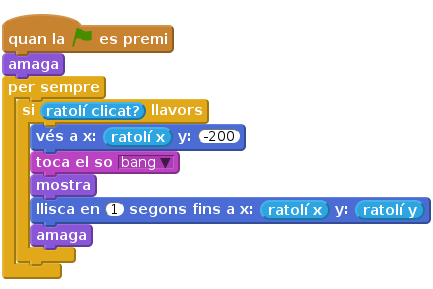 quan la es premi
amaga
per sempre
si ratolí clicat? llavors
vés a x: ratolí x y: -200
toca el so bang
mostra
llisca en 1 segons fins a x: ratolí x y: ratolí y
amaga